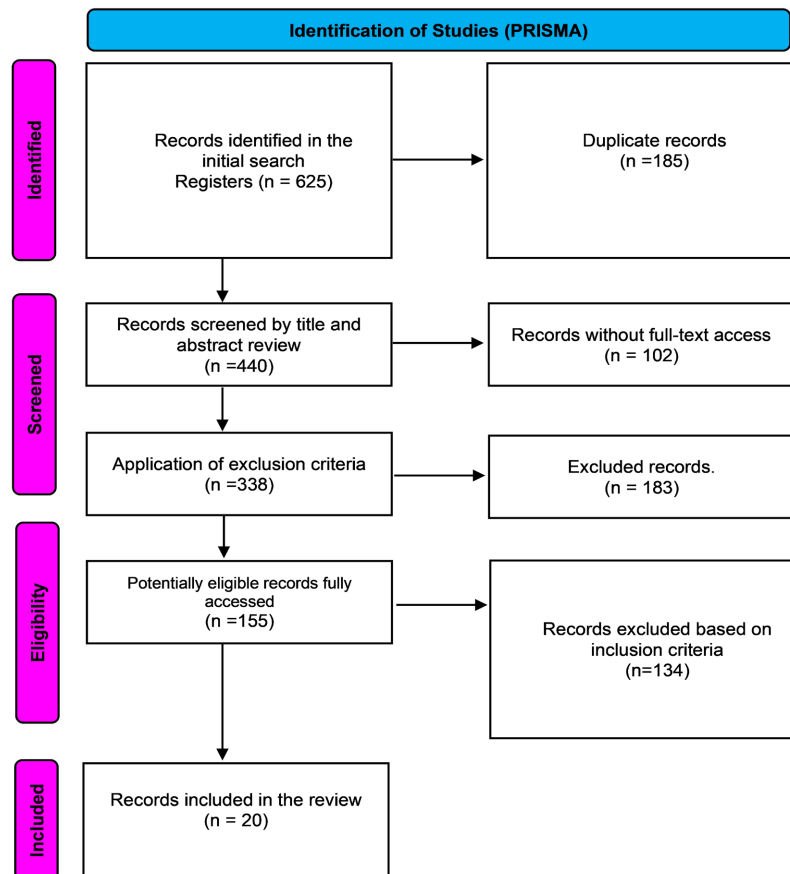 Identification of Studies (PRISMA)
Identified
Records identified in the
initial search
Registers (n = 625)
Duplicate records
(n =185)
Screened
Records screened by title and
abstract review
(n =440)
Records without full-text access
(n = 102)
Application of exclusion criteria
(n =338)
Excluded records.
(n = 183)
Eligibility
Potentially eligible records fully
accessed
(n =155)
Records excluded based on
inclusion criteria
(n=134)
Included
Records included in the review
(n = 20)